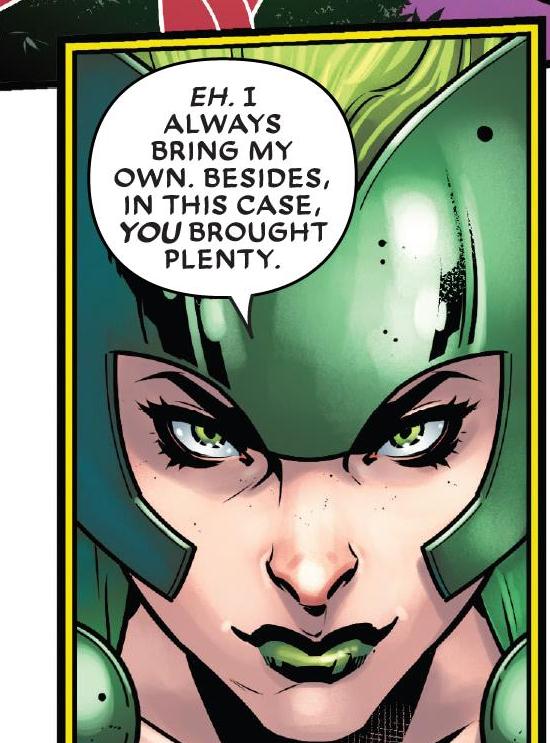 EH. I
ALWAYS
BRING MY
OWN. BESIDES,
IN THIS CASE,
YOU BROUGHT
PLENTY.